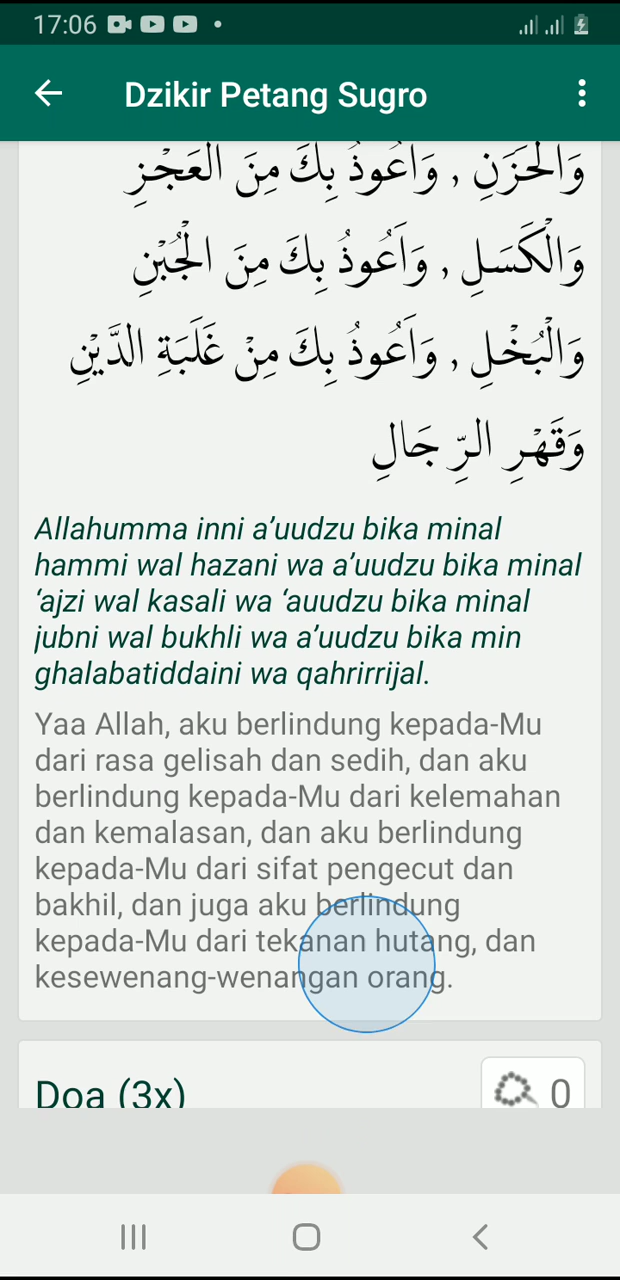 17:06
Dzikir Petang Sugro
وَالْحَزَنِ , وَاَعُوذُ بِكَ مِنَ الْعَجْزِ
وَالْكَسَلِ , وَاَعُوذُ بِكَ مِنَ الْجُبْنِ
وَالْبُخْلِ , وَاَعُوذُ بِكَ مِنْ غَلَبَةِ الدَّيْنِ
وَقَهْرِ الرِّ جَالِ
Allahumma inni a’uudzu bika minal
hammi wal hazani wa a’uudzu bika minal
‘ajzi wal kasali wa ‘auudzu bika minal
jubni wal bukhli wa a’uudzu bika min
ghalabatiddaini wa qahrirrijal.
Yaa Allah, aku berlindung kepada-Mu
dari rasa gelisah dan sedih, dan aku
berlindung kepada-Mu dari kelemahan
dan kemalasan, dan aku berlindung
kepada-Mu dari sifat pengecut dan
bakhil, dan juga aku berlindung
kepada-Mu dari tekanan hutang, dan
kesewenang-wenangan orang.
Doa (3x)
0